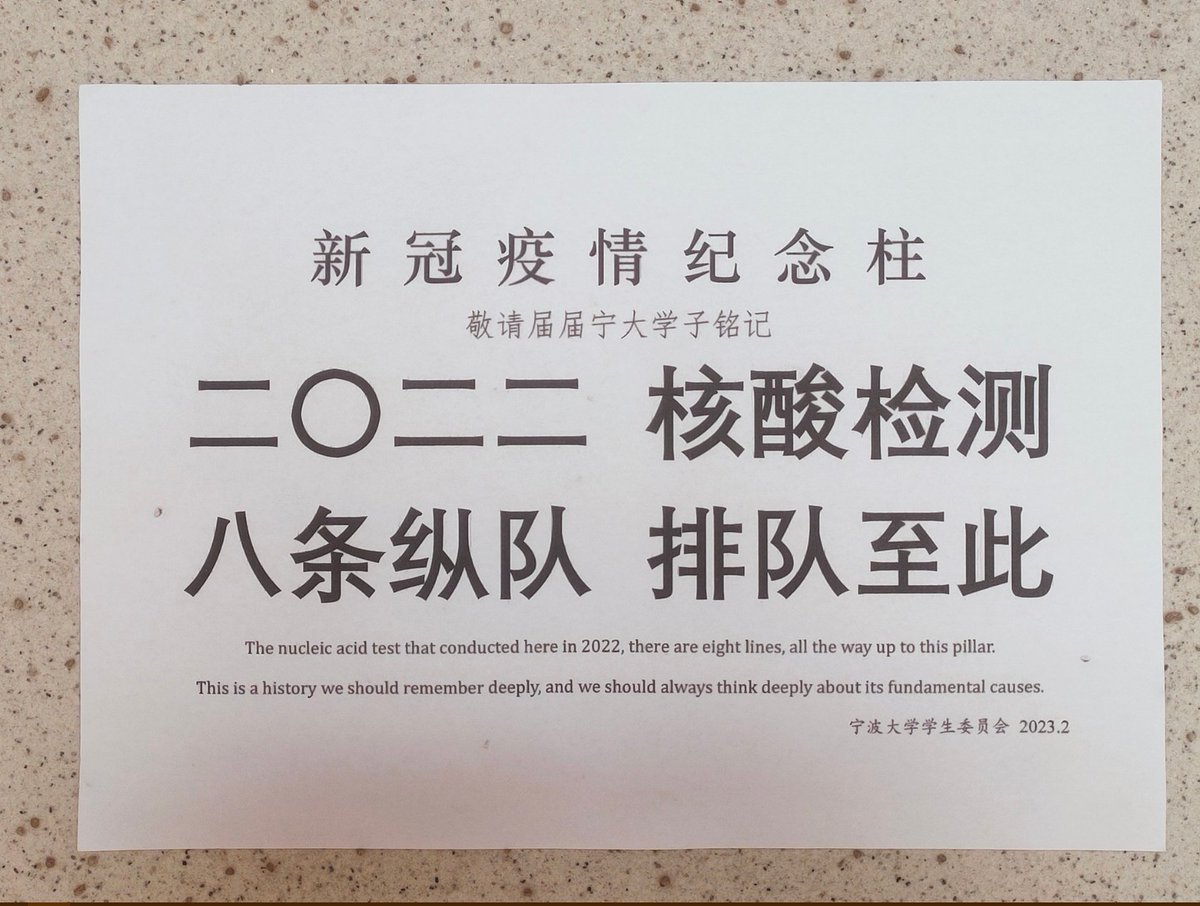 新冠疫情纪念柱
敬请届届宁大学子铭记
二〇二二 核酸检测
八条纵队 排队至此
The nucleic acid test that conducted here in 2022, there are eight lines, all the way up to this pillar.
This is a history we should remember deeply, and we should always think deeply about its fundamental causes.
宁波大学学生委员会 2023.2